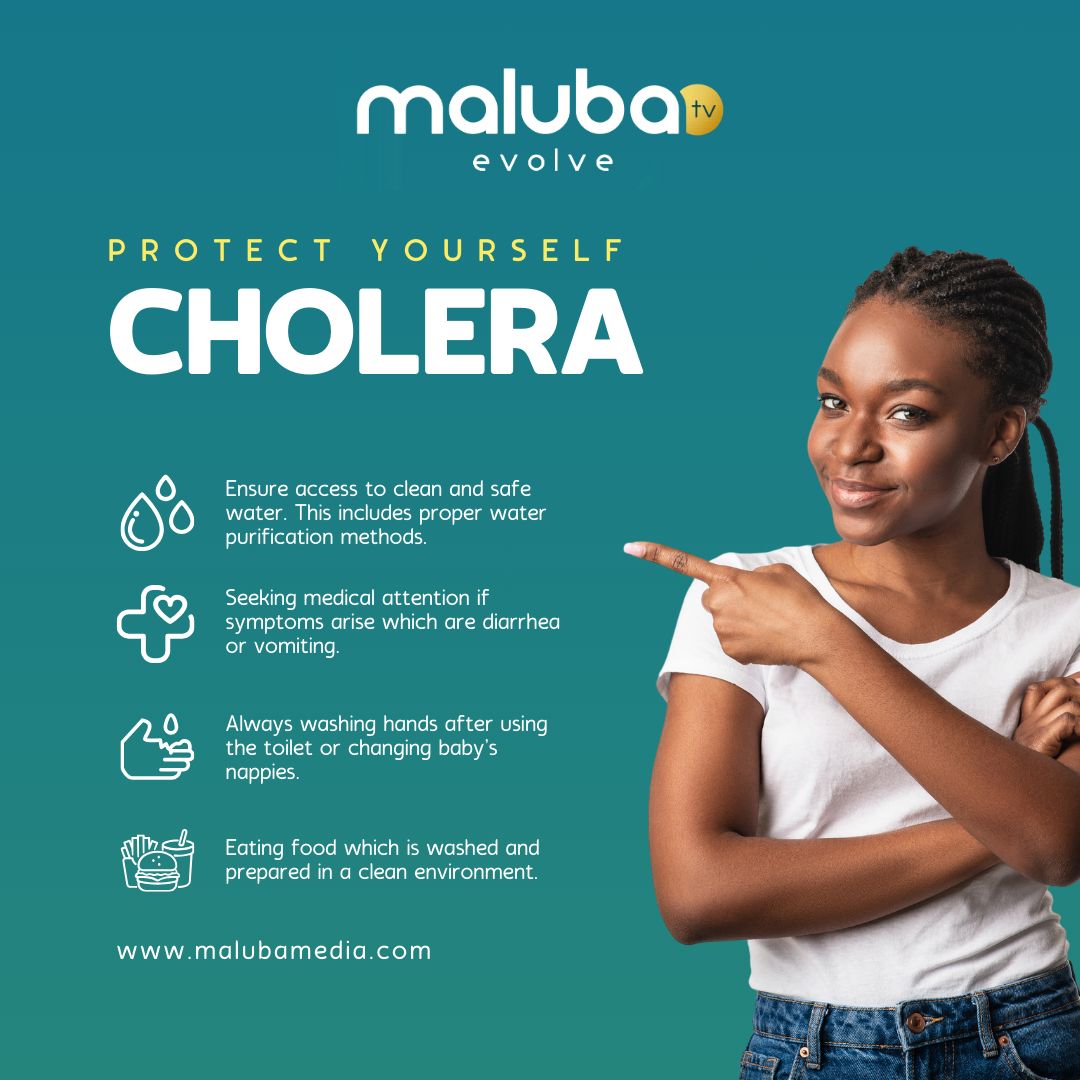 maluba tv
evolve
PROTECT YOURSELF
CHOLERA
Ensure access to clean and safe
water. This includes proper water
purification methods.
Seeking medical attention if
symptoms arise which are diarrhea
or vomiting.
Always washing hands after using
the toilet or changing baby's
nappies.
Eating food which is washed and
prepared in a clean environment.
www.malubamedia.com